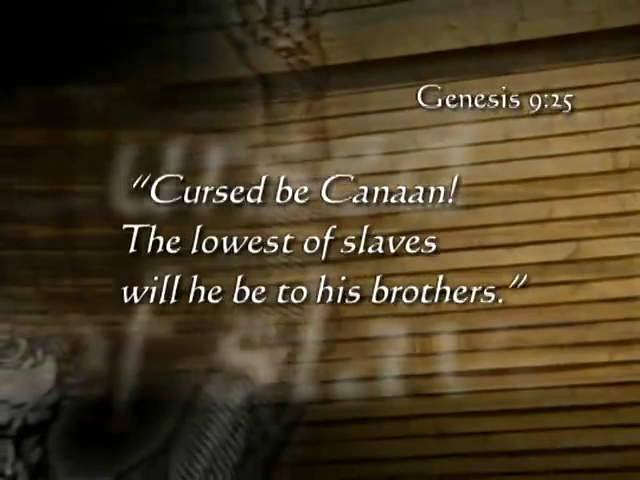 Genesis 9:25
"Cursed be Canaan!
The lowest of slaves
will he be to his brothers."